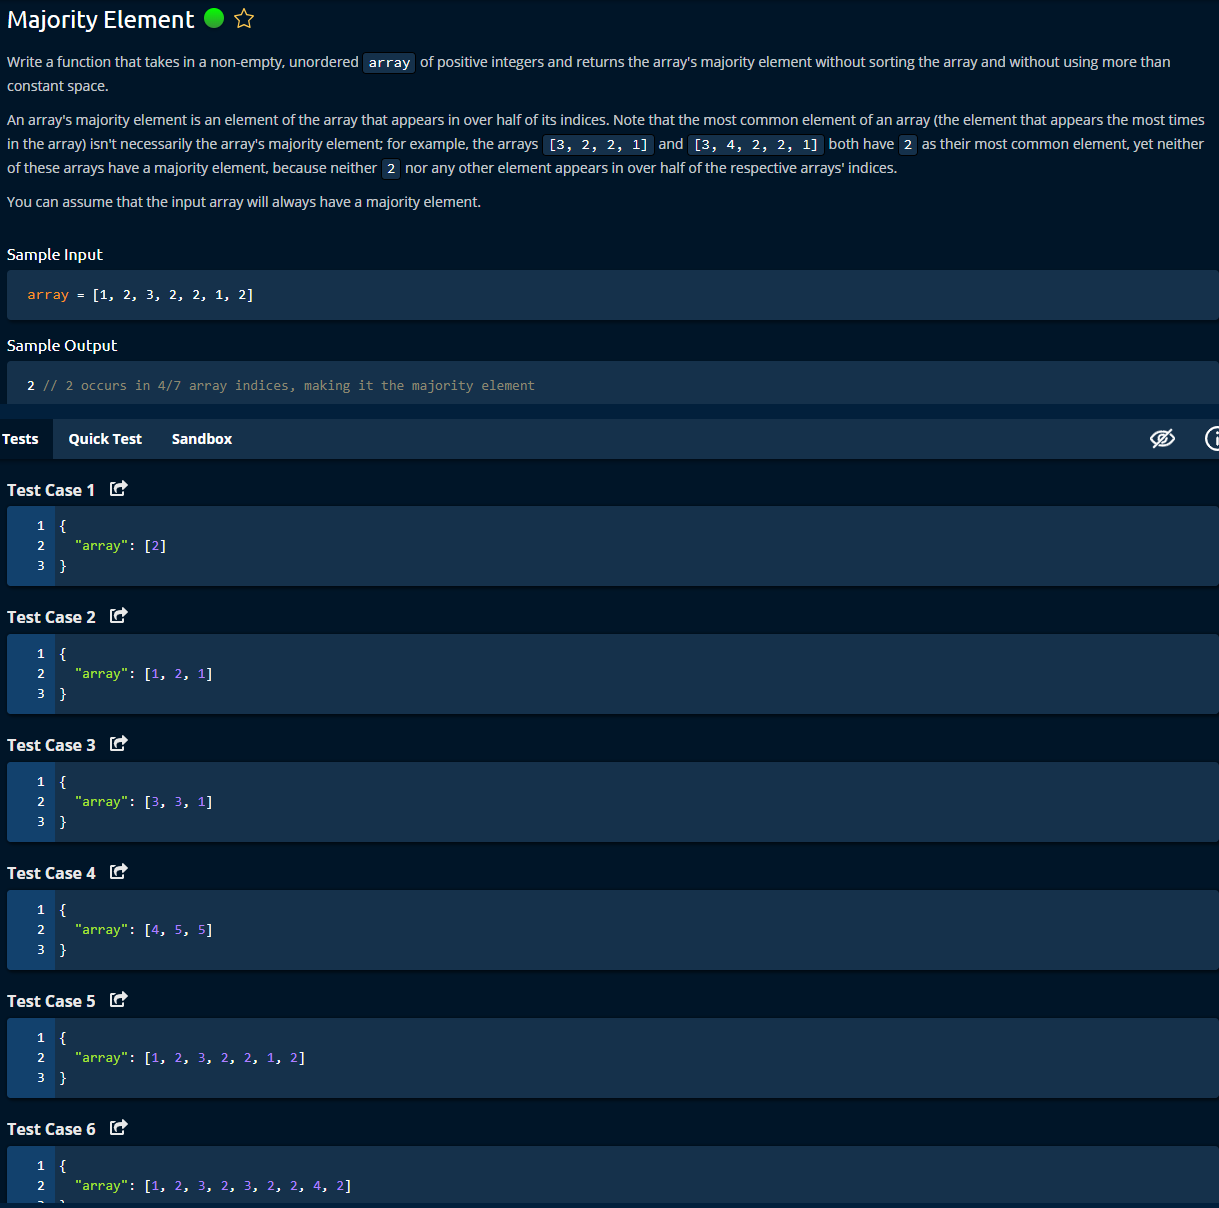 Majority Element
Write a function that takes in a non-empty, unordered array of positive integers and returns the array's majority element without sorting the array and without using more than
constant space.
An array's majority element is an element of the array that appears in over half of its indices. Note that the most common element of an array (the element that appears the most times
in the array) isn't necessarily the array's majority element; for example, the arrays [3, 2, 2, 1] and [3, 4, 2, 2, 1] both have 2 as their most common element, yet neither
of these arrays have a majority element, because neither 2 nor any other element appears in over half of the respective arrays' indices.
You can assume that the input array will always have a majority element.
Sample Input
array = [1, 2, 3, 2, 2, 1, 2]
Sample Output
2 // 2 occurs in 4/7 array indices, making it the majority element
Tests Quick Test Sandbox
Test Case 1
1 {
2 "array": [2]
3 }
Test Case 2
1 {
2 "array": [1, 2, 1]
3 }
Test Case 3
1 {
2 "array": [3, 3, 1]
3 }
Test Case 4
1 {
2 "array": [4, 5, 5]
3 }
Test Case 5
1 {
2 "array": [1, 2, 3, 2, 2, 1, 2]
3 }
Test Case 6
1 {
2 "array": [1, 2, 3, 2, 3, 2, 2, 4, 2]